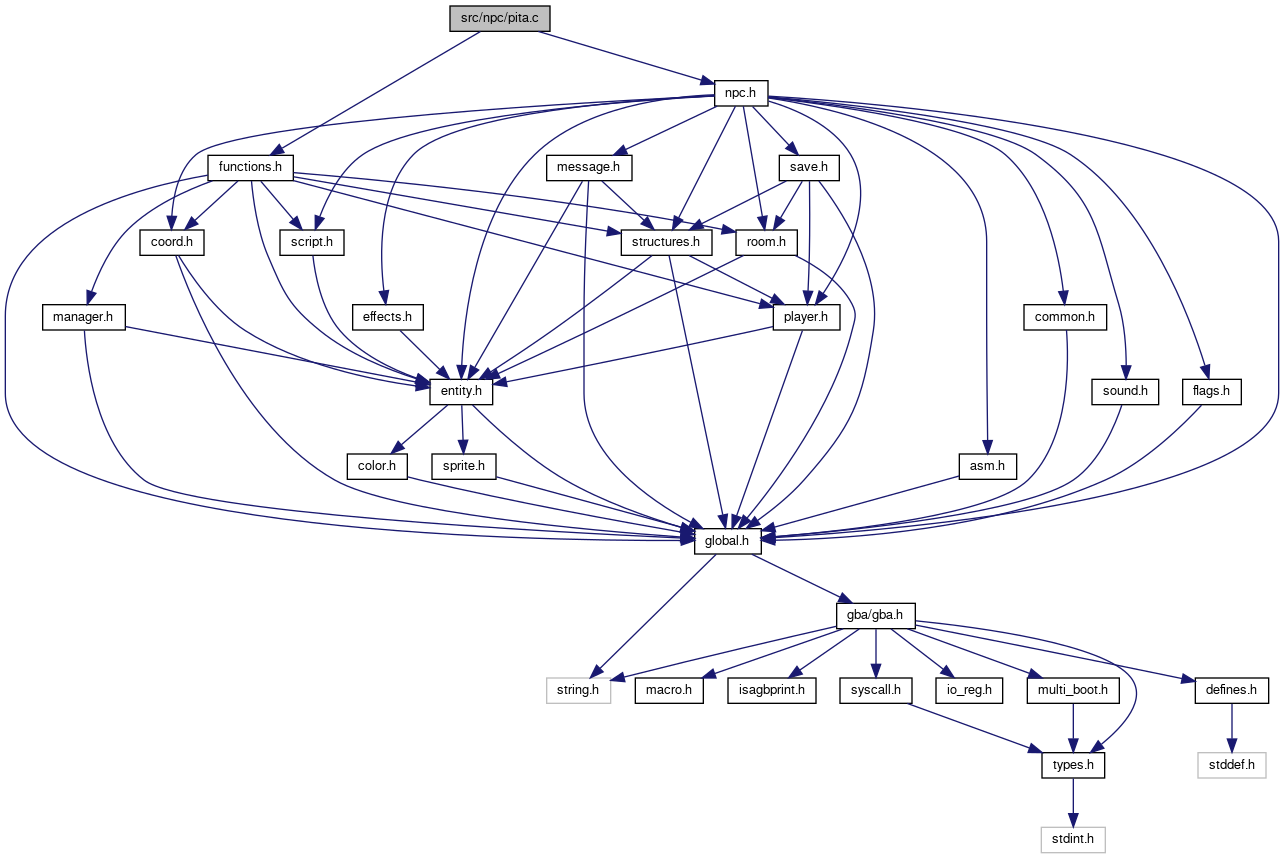 src/npc/pita.c
npc.h
functions.h
message.h
save.h
coord.h
script.h
structures.h
room.h
manager.h
effects.h
player.h
common.h
entity.h
sound.h
flags.h
color.h
sprite.h
asm.h
global.h
gba/gba.h
string.h
macro.h
isagbprint.h
syscall.h
io_reg.h
multi_boot.h
defines.h
types.h
stddef.h
stdint.h